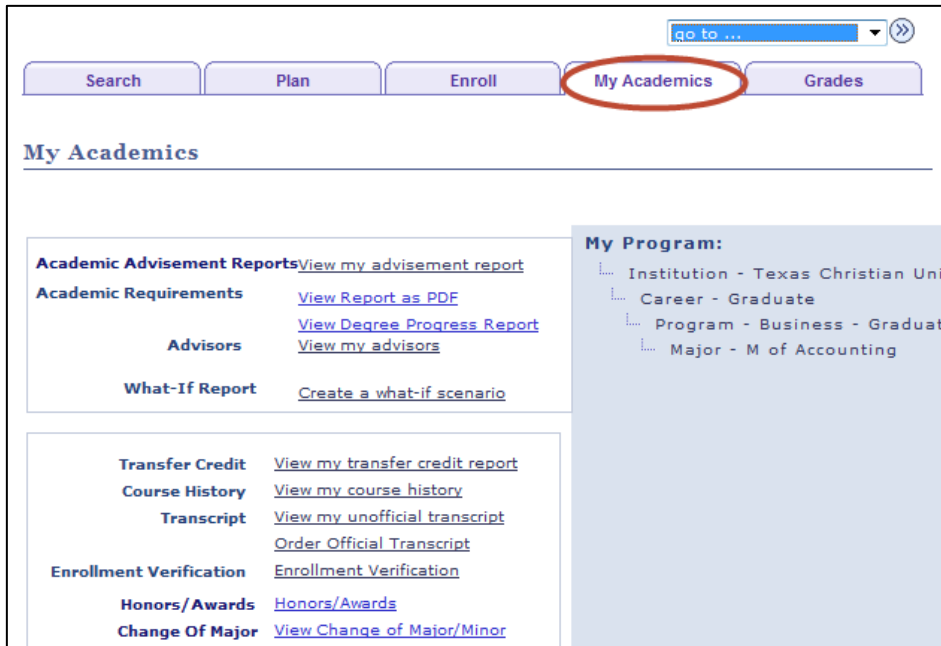 go to ...
Search Plan Enroll My Academics Grades
My Academics
Academic Advisement Reports View my advisement report
Academic Requirements View Report as PDF
View Degree Progress Report
Advisors View my advisors
What-If Report Create a what-if scenario
My Program:
Institution - Texas Christian Uni
Career - Graduate
Program - Business - Graduat
Major - M of Accounting
Transfer Credit View my transfer credit report
Course History View my course history
Transcript View my unofficial transcript
Order Official Transcript
Enrollment Verification Enrollment Verification
Honors/Awards Honors/Awards
Change Of Major View Change of Major/Minor